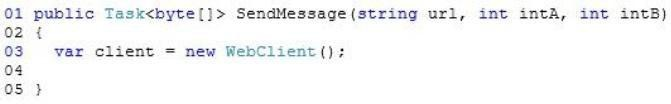 01 public Task<byte[]> SendMessage(string url, int intA, int intB)
02 {
03   var client = new WebClient();
04
05 }